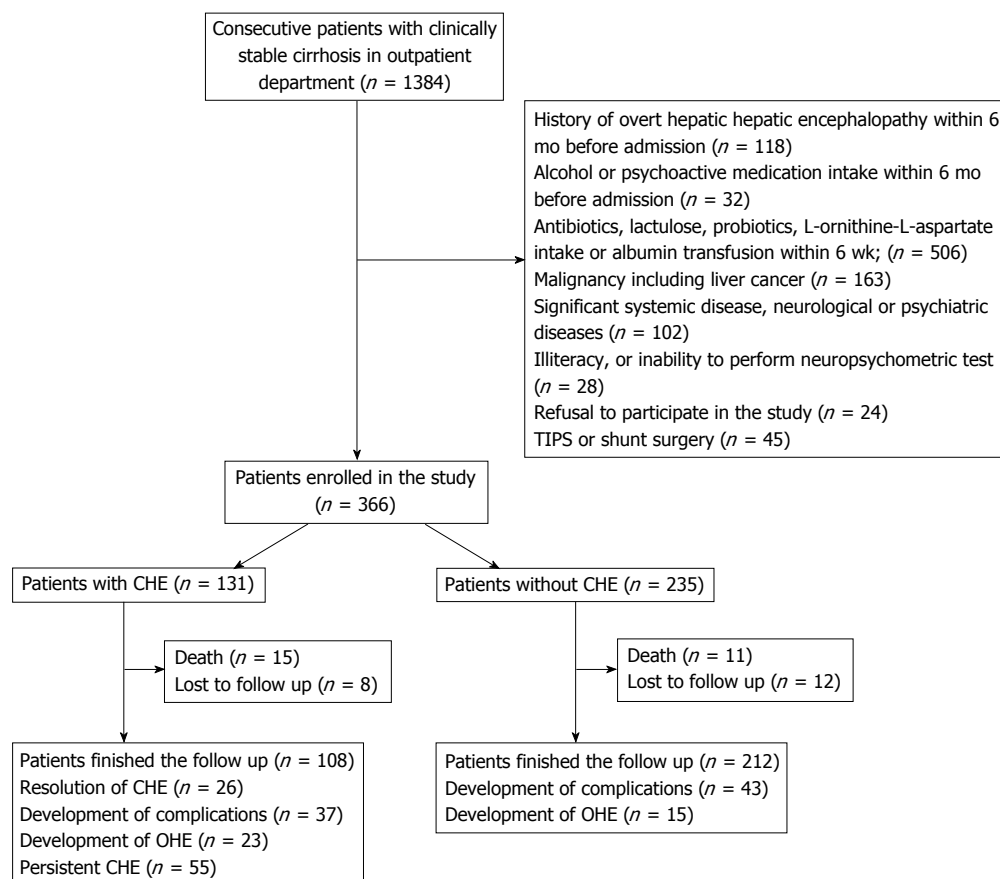 Consecutive patients with clinically
stable cirrhosis in outpatient
department (n = 1384)
History of overt hepatic hepatic encephalopathy within 6
mo before admission (n = 118)
Alcohol or psychoactive medication intake within 6 mo
before admission (n = 32)
Antibiotics, lactulose, probiotics, L-ornithine-L-aspartate
intake or albumin transfusion within 6 wk; (n = 506)
Malignancy including liver cancer (n = 163)
Significant systemic disease, neurological or psychiatric
diseases (n = 102)
Illiteracy, or inability to perform neuropsychometric test
(n = 28)
Refusal to participate in the study (n = 24)
TIPS or shunt surgery (n = 45)
Patients enrolled in the study
(n = 366)
Patients with CHE (n = 131)
Patients without CHE (n = 235)
Death (n = 15)
Lost to follow up (n = 8)
Death (n = 11)
Lost to follow up (n = 12)
Patients finished the follow up (n = 108)
Resolution of CHE (n = 26)
Development of complications (n = 37)
Development of OHE (n = 23)
Persistent CHE (n = 55)
Patients finished the follow up (n = 212)
Development of complications (n = 43)
Development of OHE (n = 15)